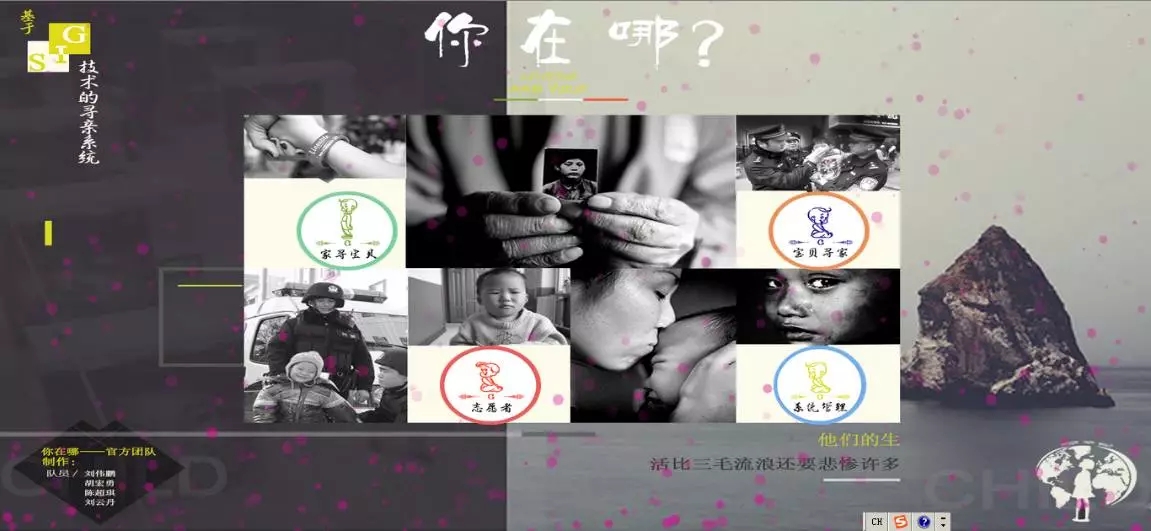 基于
GIS
技术的寻亲系统
你在哪?
家寻宝贝
宝贝寻家
志愿者
系统管理
他们的生
活比三毛流浪还要悲惨许多
你在哪——官方团队
制作:
队员/ 刘伟鹏
胡宏勇
陈超琪
刘云丹
CHILD
CHILD
CH